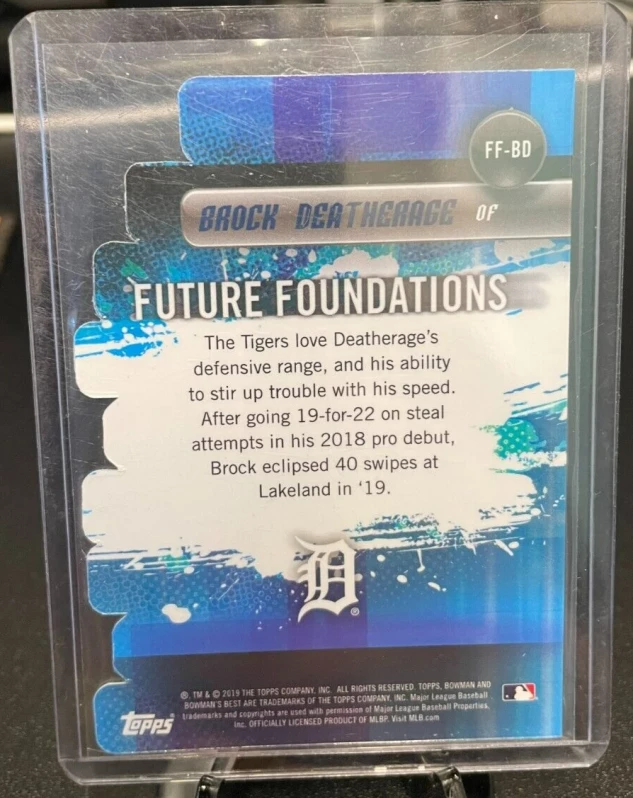 FF-BD
BROCK DEATHERAGE OF
FUTURE FOUNDATIONS
The Tigers love Deatherage's
defensive range, and his ability
to stir up trouble with his speed.
After going 19-for-22 on steal
attempts in his 2018 pro debut,
Brock eclipsed 40 swipes at
Lakeland in '19.
D
®
®, TM & © 2019 THE TOPPS COMPANY, INC. ALL RIGHTS RESERVED. TOPPS, BOWMAN AND
BOWMAN'S BEST ARE TRADEMARKS OF THE TOPPS COMPANY, INC. Major League Baseball
trademarks and copyrights are used with permission of Major League Baseball Properties,
Inc. OFFICIALLY LICENSED PRODUCT OF MLBP. Visit MLB.com
topps®